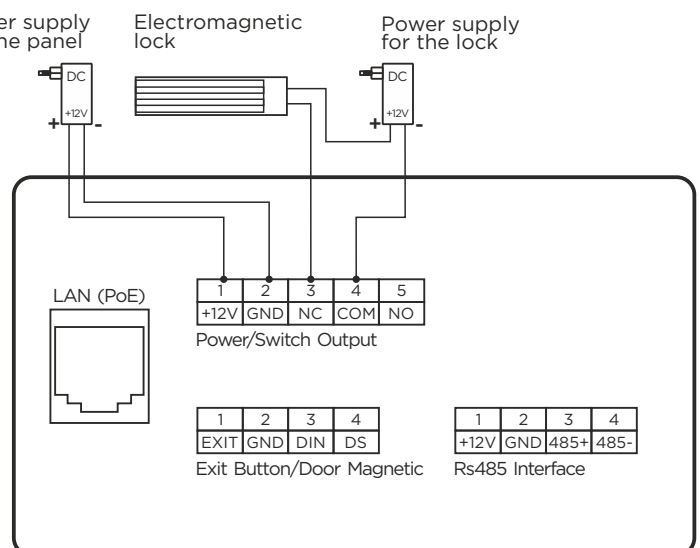 supply
panel
Electromagnetic
lock
Power supply
for the lock
DC
+12V
+ -
DC
+12V
+ -
LAN (PoE)
1 2 3 4 5
+12V GND NC COM NO
Power/Switch Output
1 2 3 4
EXIT GND DIN DS
Exit Button/Door Magnetic
1 2 3 4
+12V GND 485+ 485-
Rs485 Interface